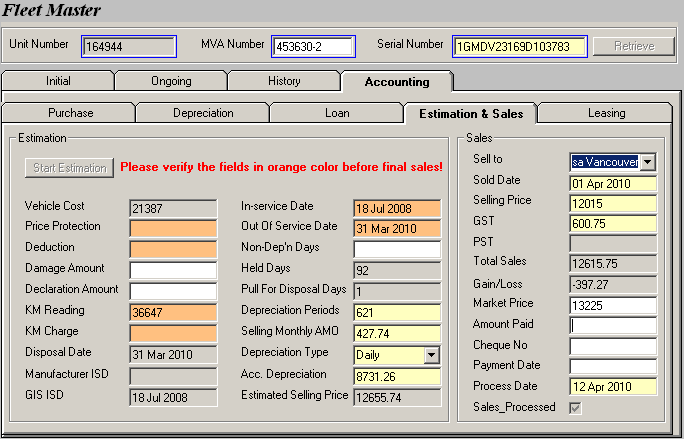 Fleet Master
Unit Number 164944 MVA Number 453630-2 Serial Number 1GMDV23169D103783 Retrieve
Initial Ongoing History Accounting
Purchase Depreciation Loan Estimation & Sales Leasing
Estimation
Start Estimation Please verify the fields in orange color before final sales!
Vehicle Cost 21387
Price Protection
Deduction
Damage Amount
Declaration Amount
KM Reading 36647
KM Charge
Disposal Date 31 Mar 2010
Manufacturer ISD
GIS ISD 18 Jul 2008
In-service Date 18 Jul 2008
Out Of Service Date 31 Mar 2010
Non-Dep'n Days
Held Days 92
Pull For Disposal Days 1
Depreciation Periods 621
Selling Monthly AMO 427.74
Depreciation Type Daily
Acc. Depreciation 8731.26
Estimated Selling Price 12655.74
Sales
Sell to sa Vancouver
Sold Date 01 Apr 2010
Selling Price 12015
GST 600.75
PST
Total Sales 12615.75
Gain/Loss -397.27
Market Price 13225
Amount Paid
Cheque No
Payment Date
Process Date 12 Apr 2010
Sales_Processed